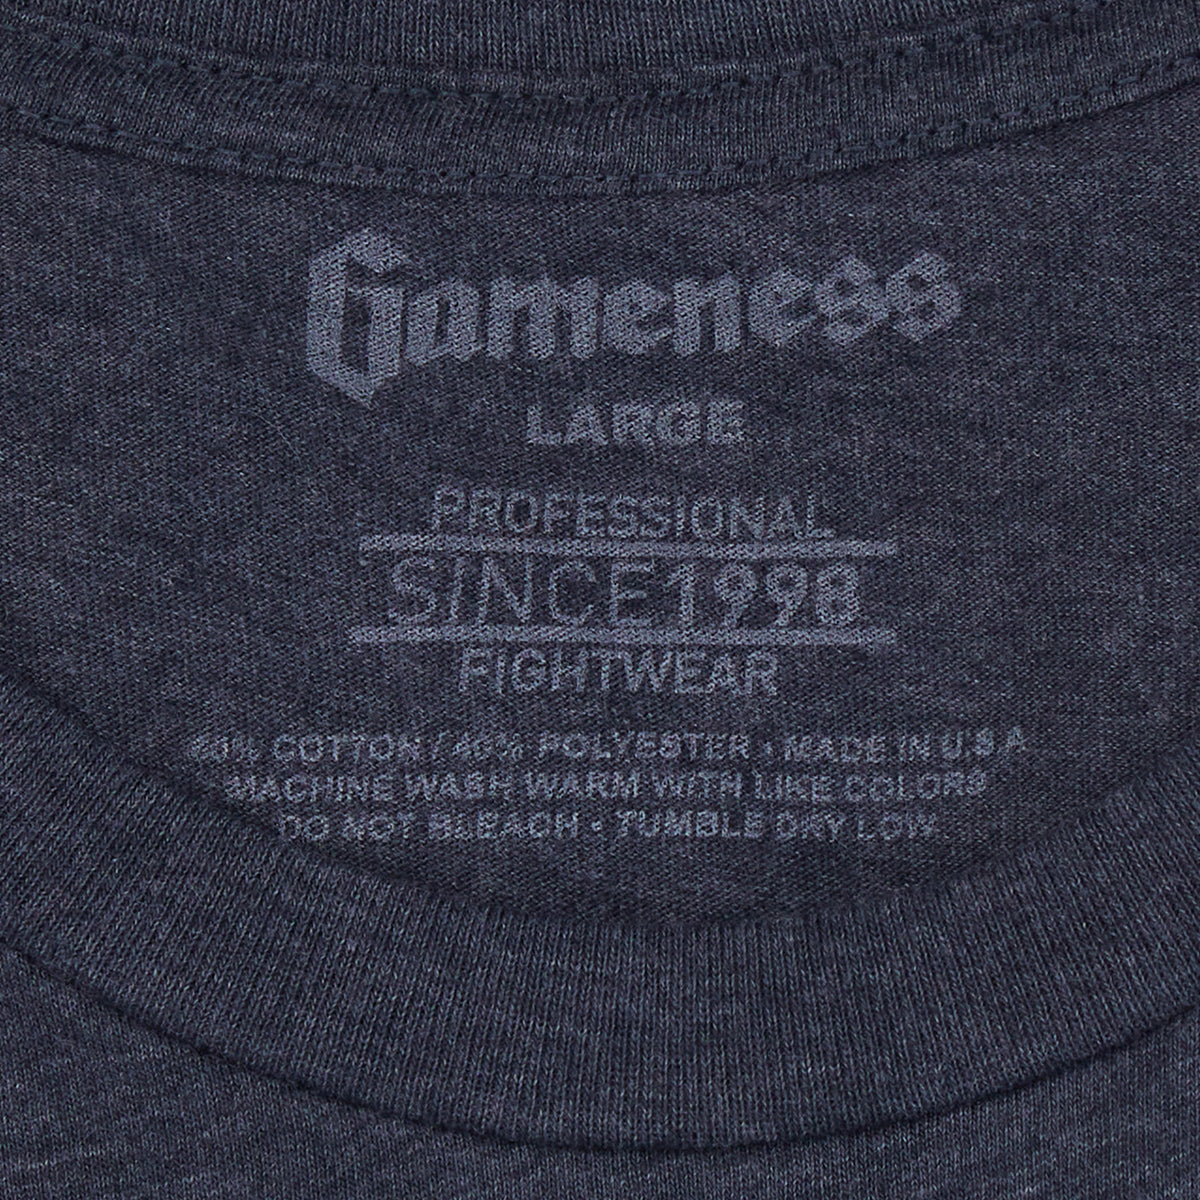 Gameness
LARGE
PROFESSIONAL
SINCE 1998
FIGHTWEAR
60% COTTON / 40% POLYESTER • MADE IN U.S.A
MACHINE WASH WARM WITH LIKE COLORS
DO NOT BLEACH • TUMBLE DRY LOW